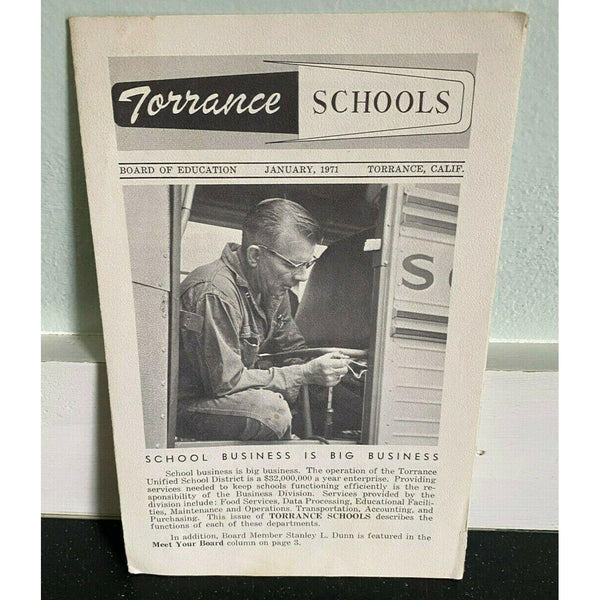 Torrance SCHOOLS
BOARD OF EDUCATION JANUARY, 1971 TORRANCE, CALIF.
SC
SCHOOL BUSINESS IS BIG BUSINESS
School business is big business. The operation of the Torrance
Unified School District is a $32,000,000 a year enterprise. Providing
services needed to keep schools functioning efficiently is the re-
sponsibility of the Business Division. Services provided by the
division include: Food Services, Data Processing, Educational Facili-
ties, Maintenance and Operations, Transportation, Accounting, and
Purchasing. This issue of TORRANCE SCHOOLS describes the
functions of each of these departments.
In addition, Board Member Stanley L. Dunn is featured in the
Meet Your Board column on page 3.